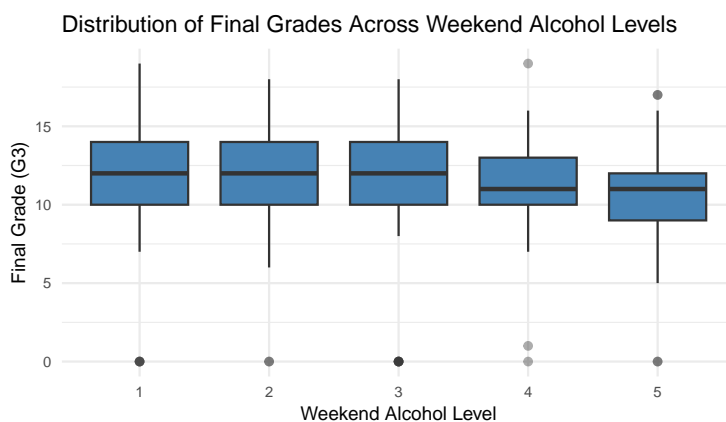 Distribution of Final Grades Across Weekend Alcohol Levels
Final Grade (G3)
15
10
5
0
1 2 3 4 5
Weekend Alcohol Level